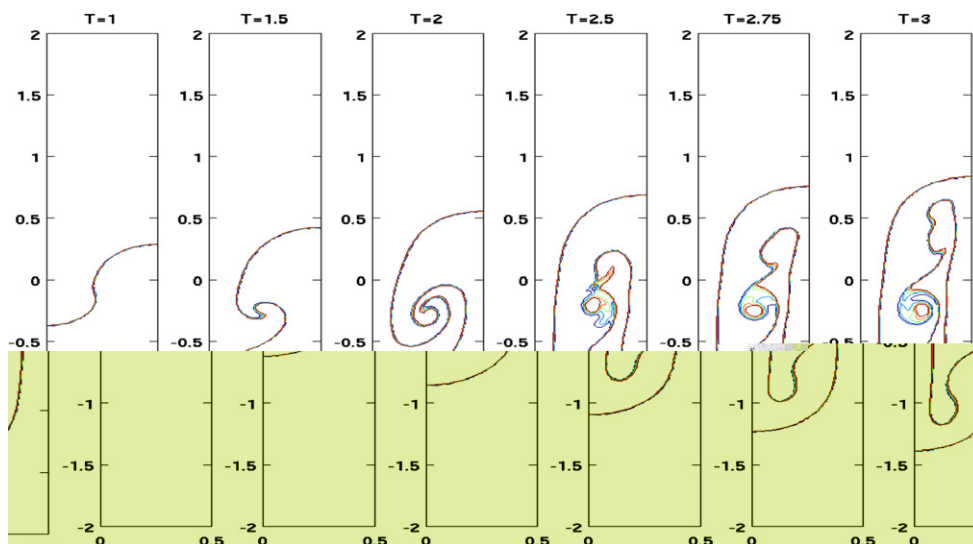 T=1 T=1.5 T=2 T=2.5 T=2.75 T=3
2 2 2 2 2 2
1.5 1.5 1.5 1.5 1.5 1.5
1 1 1 1 1 1
0.5 0.5 0.5 0.5 0.5 0.5
0 0 0 0 0 0
-0.5 -0.5 -0.5 -0.5 -0.5
-1 -1 -1 -1 -1
-1.5 -1.5 -1.5 -1.5 -1.5
-2 -2 -2 -2 -2
0 0.5 0 0.5 0 0.5 0 0.5 0 0.5